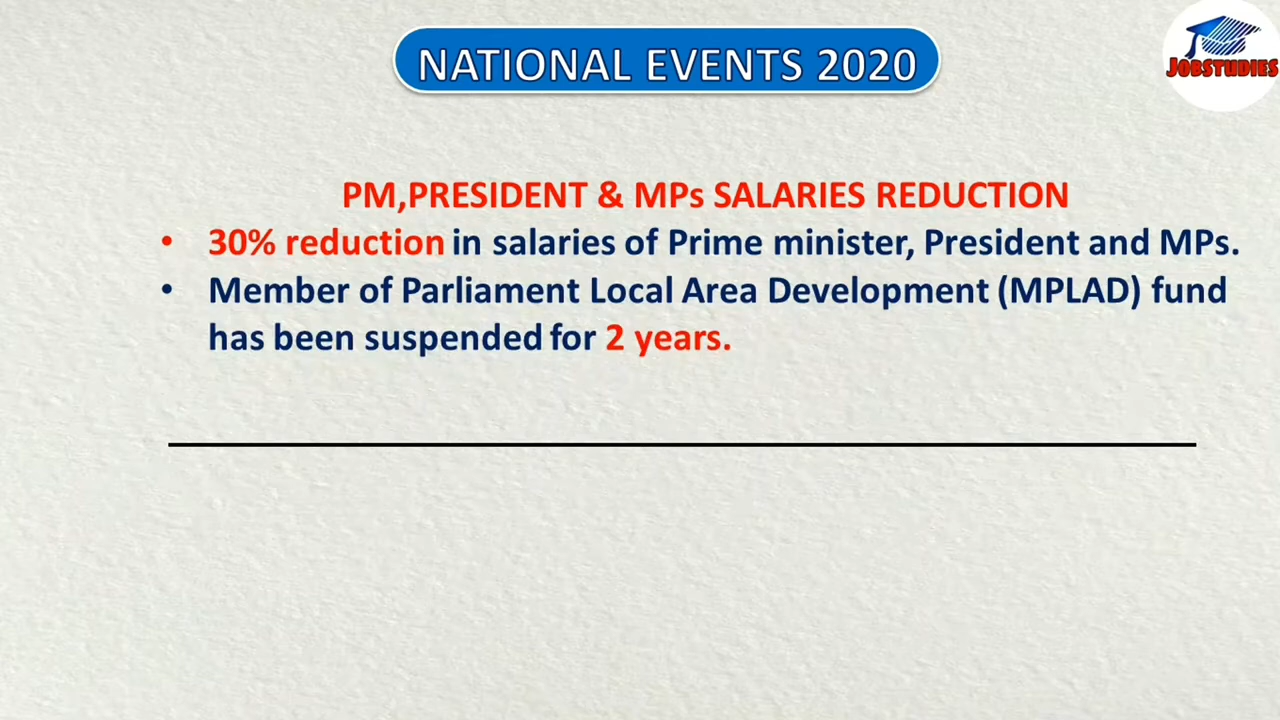 NATIONAL EVENTS 2020
JOBSTUDIES
PM,PRESIDENT & MPs SALARIES REDUCTION
• 30% reduction in salaries of Prime minister, President and MPs.
• Member of Parliament Local Area Development (MPLAD) fund
has been suspended for 2 years.